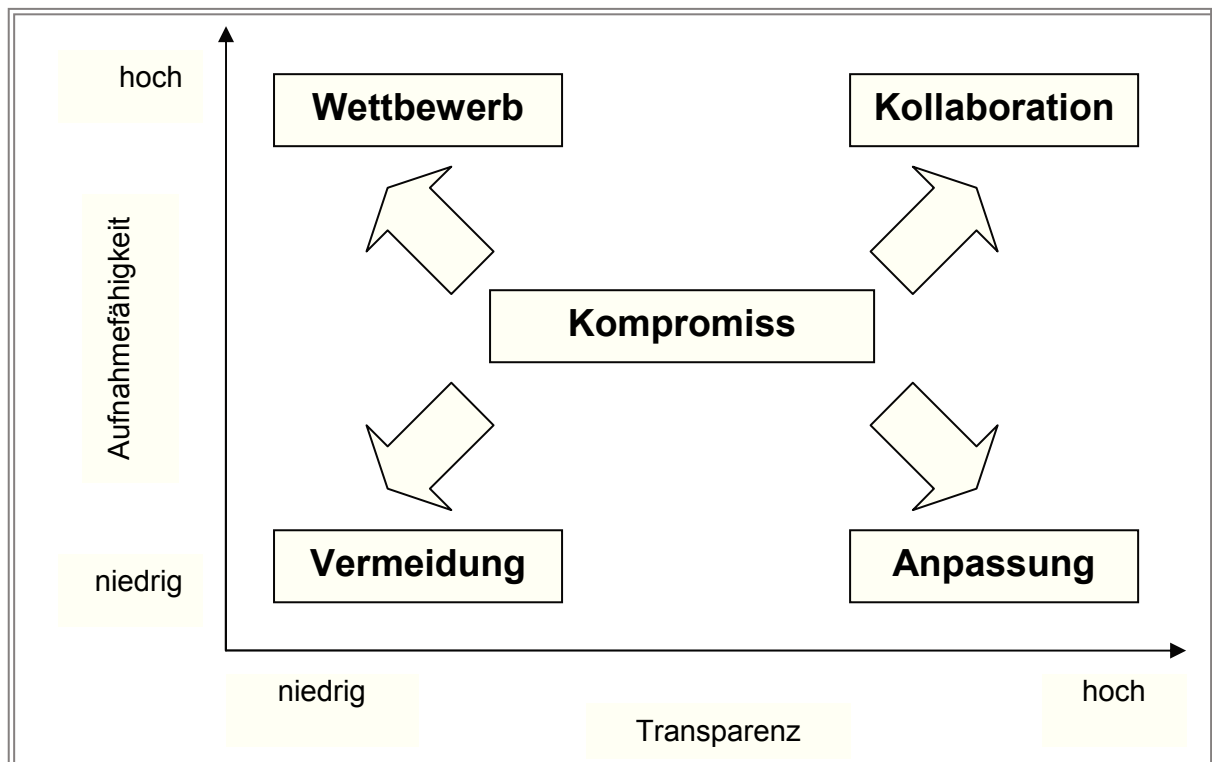 hoch
Wettbewerb
Kollaboration
Aufnahmefähigkeit
Kompromiss
niedrig
Vermeidung
Anpassung
niedrig
hoch
Transparenz